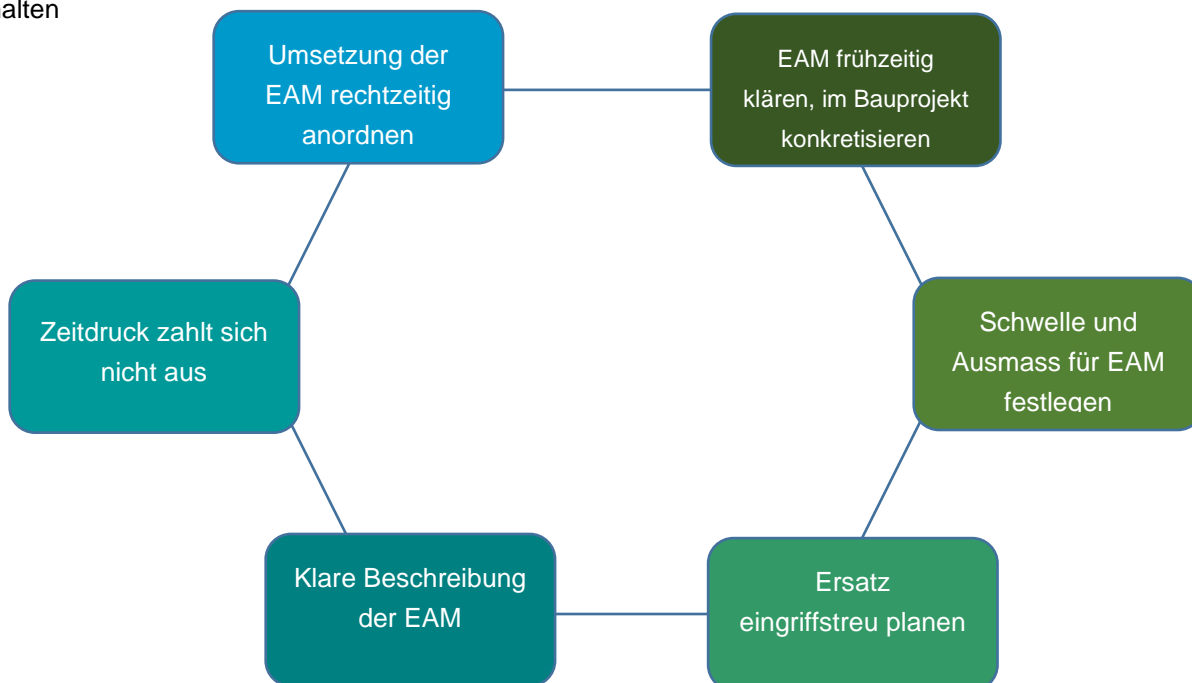 Umsetzung der
EAM rechtzeitig
anordnen
EAM frühzeitig
klären, im Bauprojekt
konkretisieren
Schwelle und
Ausmass für EAM
festlegen
Ersatz
eingriffstreu planen
Klare Beschreibung
der EAM
Zeitdruck zahlt sich
nicht aus